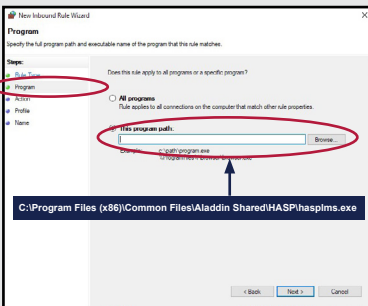 New Inbound Rule Wizard
Program
Specify the full program path and executable name of the program that this rule matches.
Steps:
Rule Type
Program
Action
Profile
Name
Does this rule apply to all programs or a specific program?
All programs
Rule applies to all connections on the computer that match other rule properties.
This program path:
Browse...
Example: c:\path\program.exe
C:\Program Files (x86)\Common Files\Aladdin Shared\HASP\hasplms.exe
< Back Next > Cancel